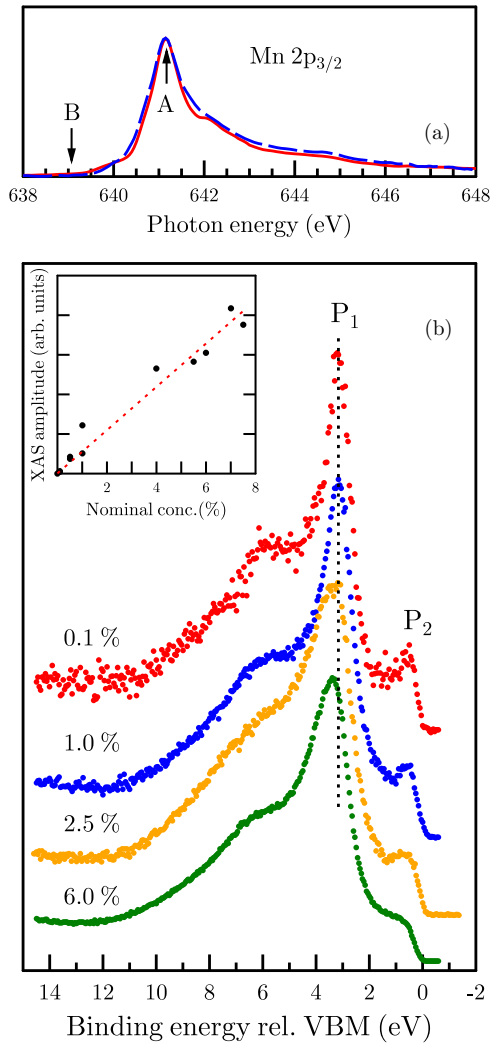 Mn 2p3/2
B
A
(a)
638 640 642 644 646 648
Photon energy (eV)
XAS amplitude (arb. units)
2 4 6 8
Nominal conc.(%)
P1
(b)
P2
0.1 %
1.0 %
2.5 %
6.0 %
14 12 10 8 6 4 2 0 -2
Binding energy rel. VBM (eV)